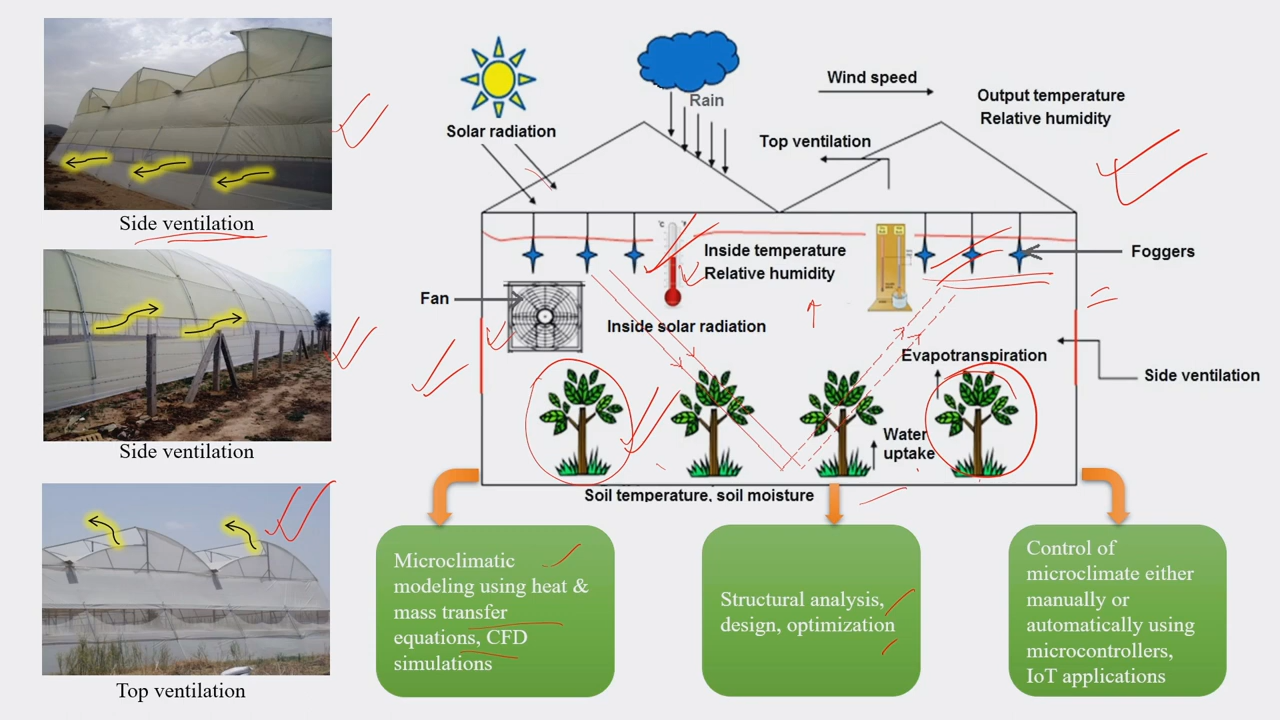 Side ventilation
Side ventilation
Top ventilation
Solar radiation
Rain
Wind speed
Output temperature
Relative humidity
Top ventilation
Inside temperature
Relative humidity
Foggers
Fan
Inside solar radiation
Evapotranspiration
Side ventilation
Water
uptake
Soil temperature, soil moisture
Microclimatic
modeling using heat &
mass transfer
equations, CFD
simulations
Structural analysis,
design, optimization
Control of
microclimate either
manually or
automatically using
microcontrollers,
IoT applications